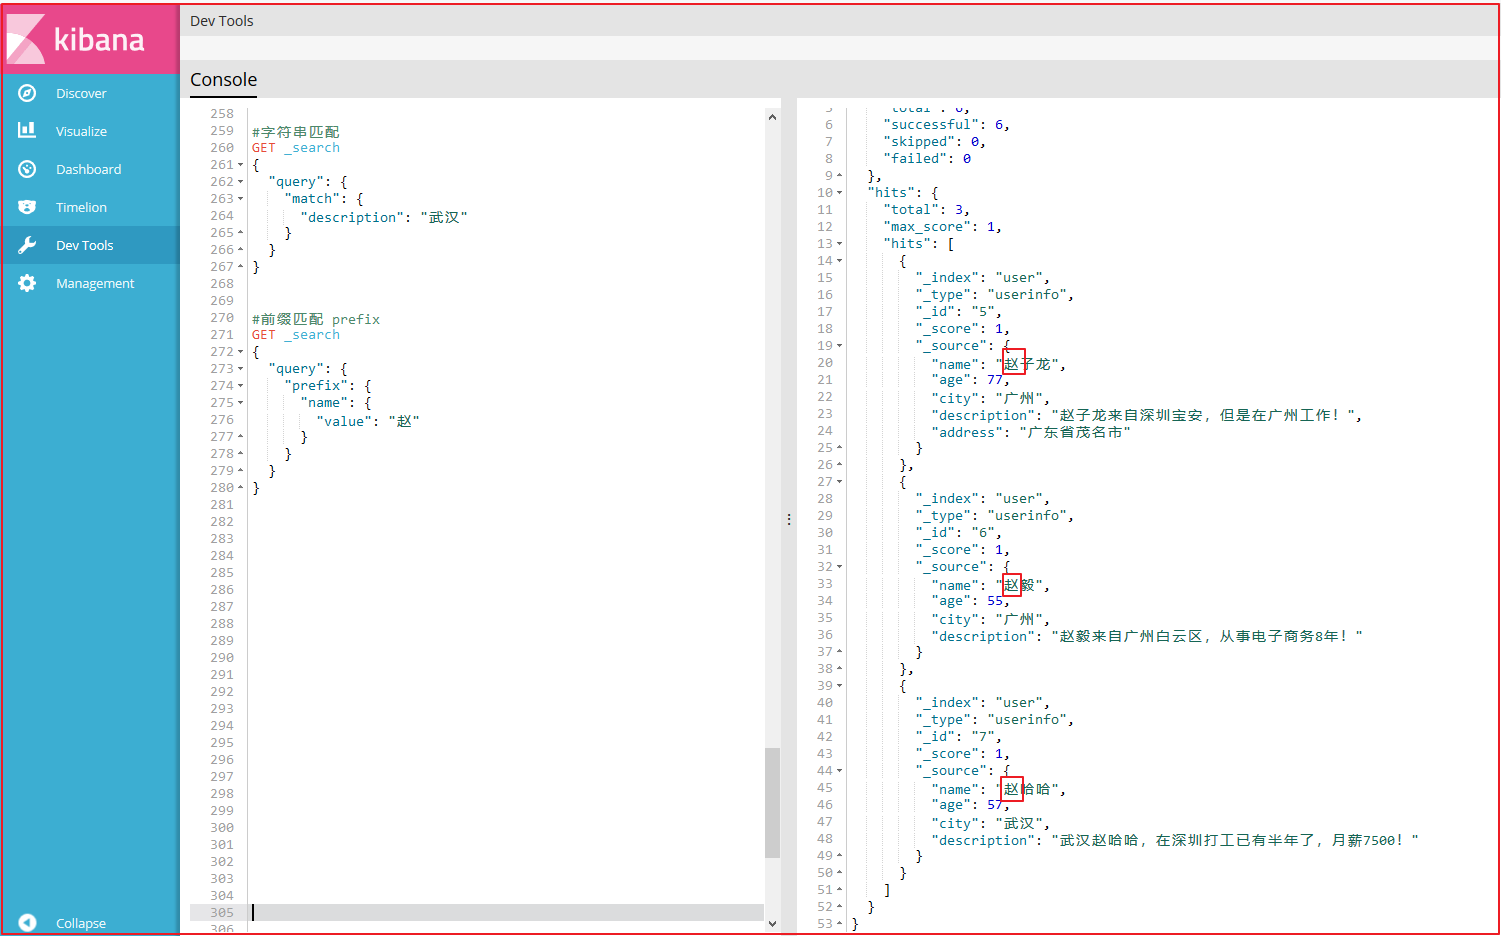 kibana
Discover
Visualize
Dashboard
Timelion
Dev Tools
Management
Collapse
Dev Tools
Console
258
259 #字符串匹配
260 GET _search
261 {
262 "query": {
263 "match": {
264 "description": "武汉"
265 }
266 }
267 }
268
269
270 #前缀匹配 prefix
271 GET _search
272 {
273 "query": {
274 "prefix": {
275 "name": {
276 "value": "赵"
277 }
278 }
279 }
280 }
281
282
283
284
285
286
287
288
289
290
291
292
293
294
295
296
297
298
299
300
301
302
303
304
305
306
5 "total": 6,
6 "successful": 6,
7 "skipped": 0,
8 "failed": 0
9 },
10 "hits": {
11 "total": 3,
12 "max_score": 1,
13 "hits": [
14 {
15 "_index": "user",
16 "_type": "userinfo",
17 "_id": "5",
18 "_score": 1,
19 "_source": {
20 "name": "赵子龙",
21 "age": 77,
22 "city": "广州",
23 "description": "赵子龙来自深圳宝安，但是在广州工作！",
24 "address": "广东省茂名市"
25 }
26 },
27 {
28 "_index": "user",
29 "_type": "userinfo",
30 "_id": "6",
31 "_score": 1,
32 "_source": {
33 "name": "赵毅",
34 "age": 55,
35 "city": "广州",
36 "description": "赵毅来自广州白云区，从事电子商务8年！"
37 }
38 },
39 {
40 "_index": "user",
41 "_type": "userinfo",
42 "_id": "7",
43 "_score": 1,
44 "_source": {
45 "name": "赵哈哈",
46 "age": 57,
47 "city": "武汉",
48 "description": "武汉赵哈哈，在深圳打工已有半年了，月薪7500！"
49 }
50 }
51 ]
52 }
53 }